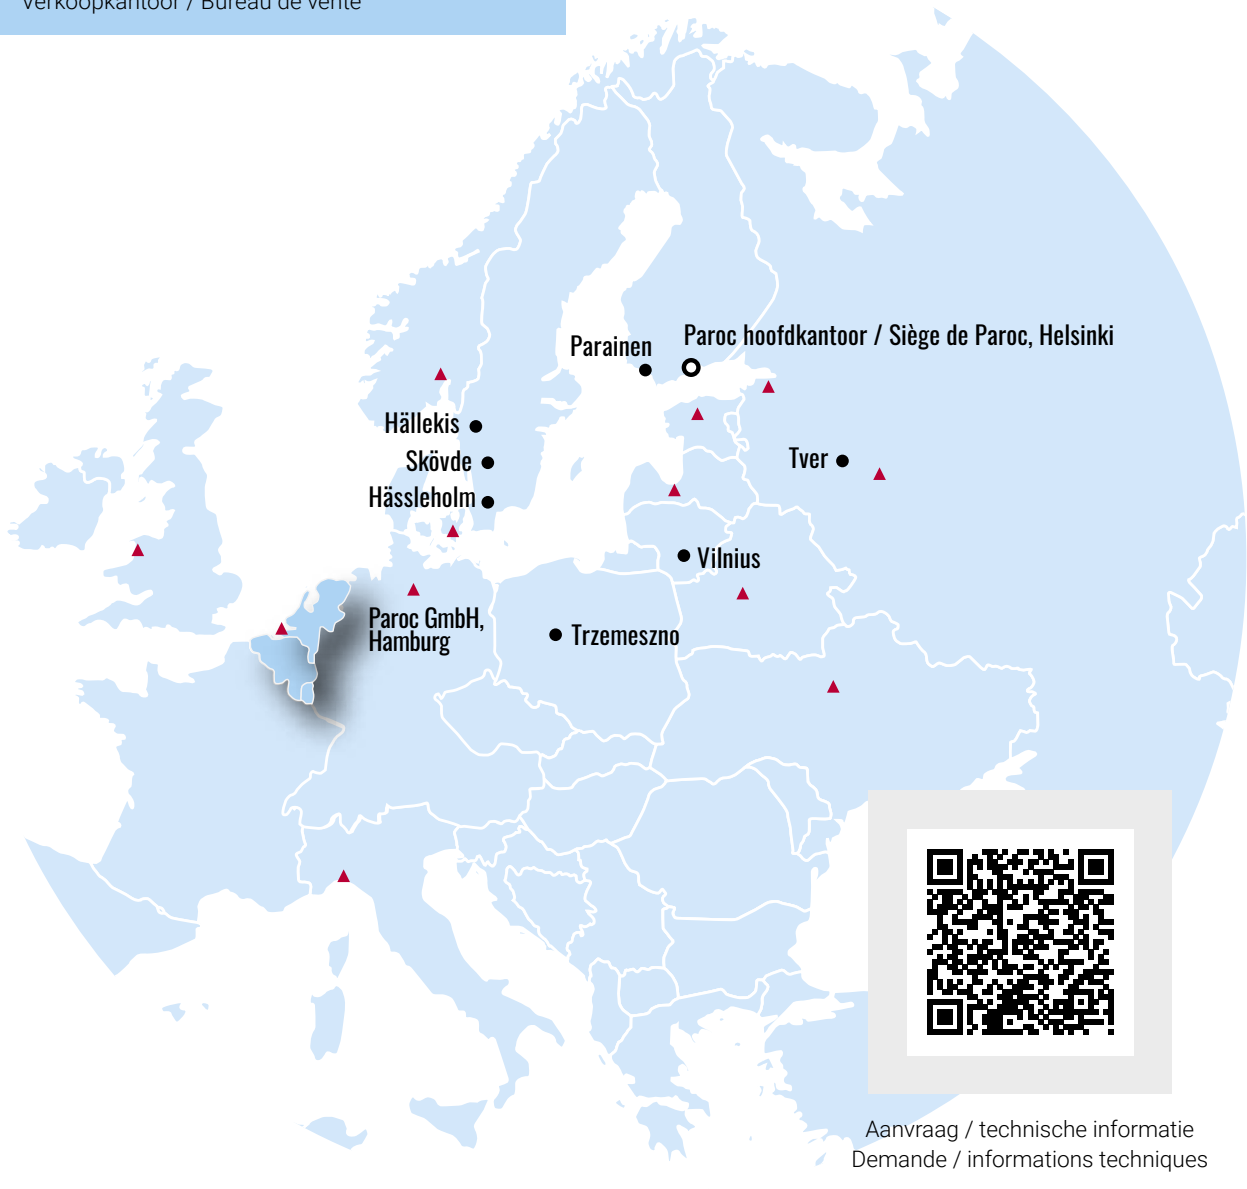 Verkoopkantoor / Bureau de vente
Paroc hoofdkantoor / Siège de Paroc, Helsinki
Parainen
Hällekis
Skövde
Tver
Hässleholm
Vilnius
Paroc GmbH,
Hamburg
Trzemeszno
Aanvraag / technische informatie
Demande / informations techniques